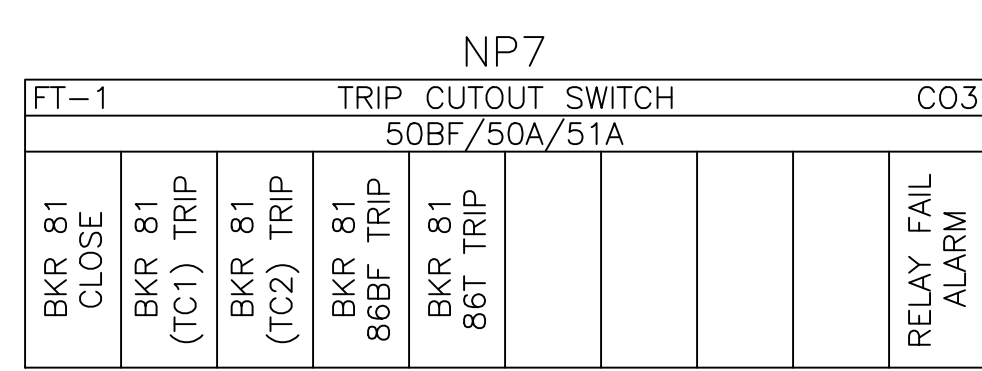 NP7
FT-1 TRIP CUTOUT SWITCH CO3
50BF/50A/51A
BKR 81
CLOSE
BKR 81
(TC1) TRIP
BKR 81
(TC2) TRIP
BKR 81
86BF TRIP
BKR 81
86T TRIP
RELAY FAIL
ALARM